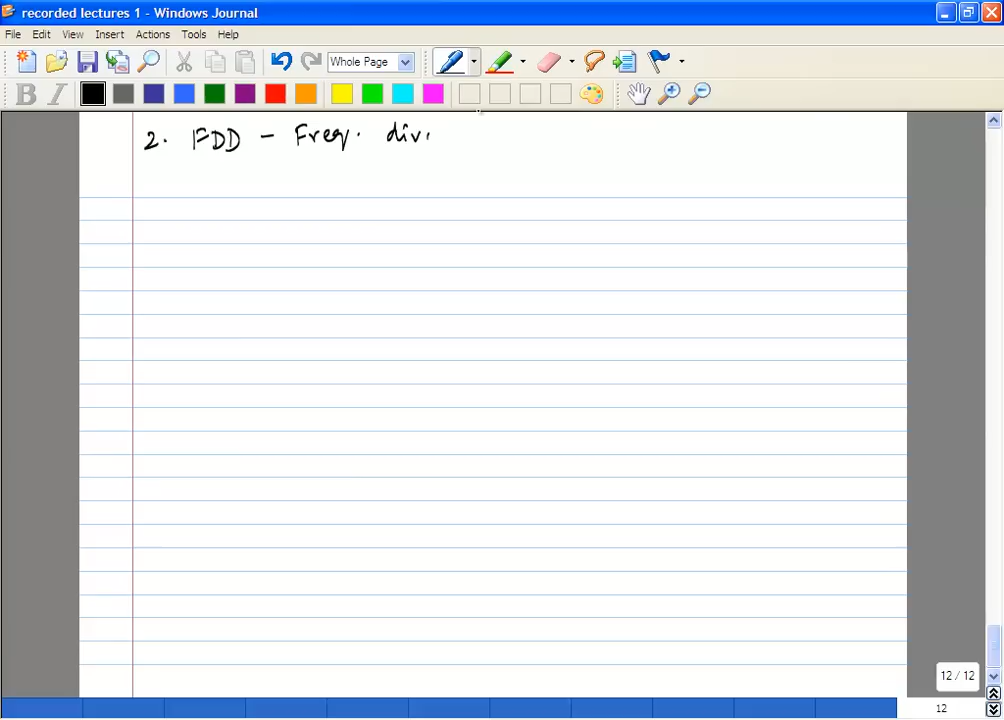 recorded lectures 1 - Windows Journal
File Edit View Insert Actions Tools Help
Whole Page
B I
2. FDD - Freq. divi
12 / 12
12